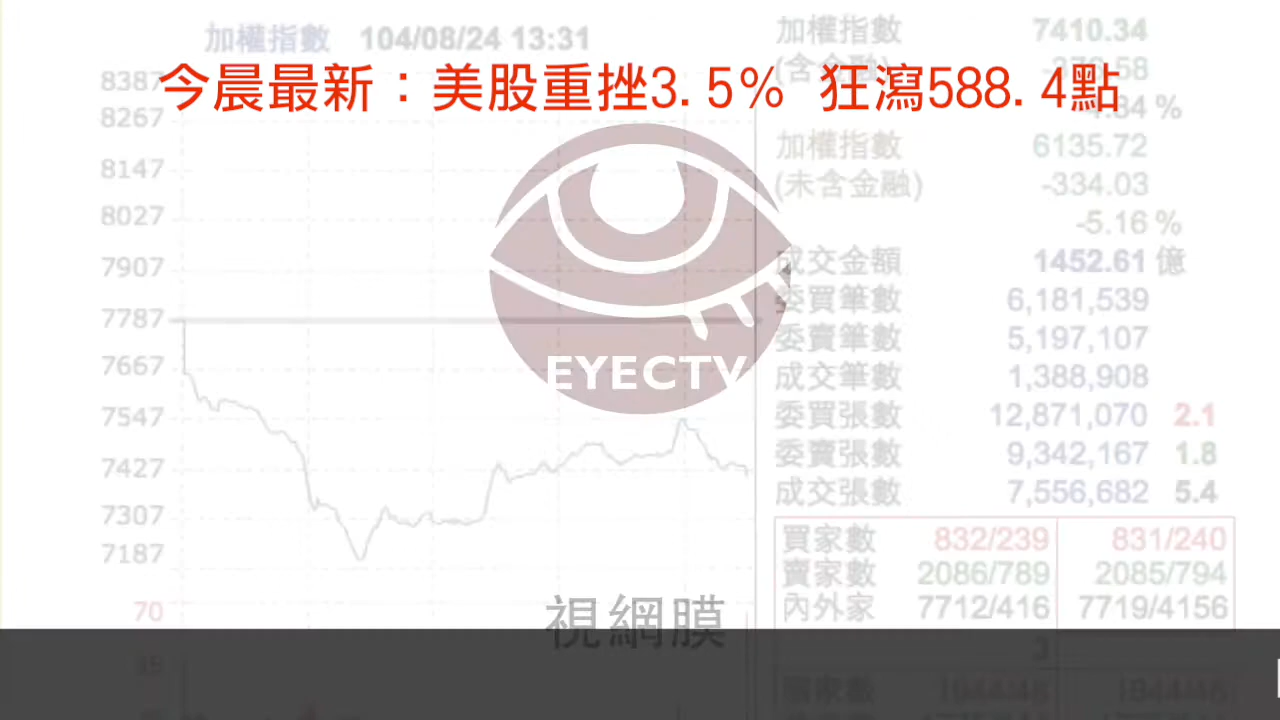 加權指數 104/08/24 13:31
今晨最新：美股重挫3.5% 狂瀉588.4點
8387
8267
8147
8027
7907
7787
7667
7547
7427
7307
7187
70
EYECTV
視網膜
加權指數 7410.34
(含金融)
-4.84 %
加權指數 6135.72
(未含金融) -334.03
-5.16 %
成交金額 1452.61 億
委買筆數 6,181,539
委賣筆數 5,197,107
成交筆數 1,388,908
委買張數 12,871,070 2.1
委賣張數 9,342,167 1.8
成交張數 7,556,682 5.4
買家數 832/239 831/240
賣家數 2086/789 2085/794
內外家 7712/416 7719/4156